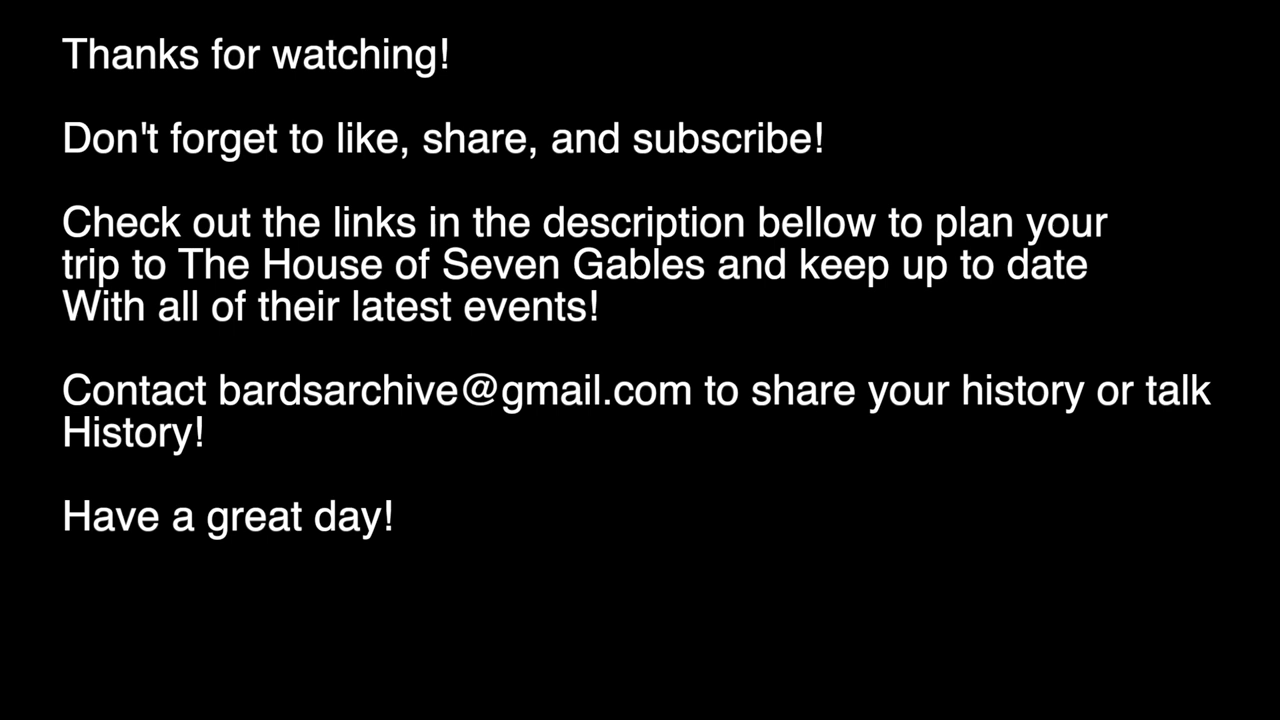 Thanks for watching!
Don't forget to like, share, and subscribe!
Check out the links in the description bellow to plan your
trip to The House of Seven Gables and keep up to date
With all of their latest events!
Contact bardsarchive@gmail.com to share your history or talk
History!
Have a great day!